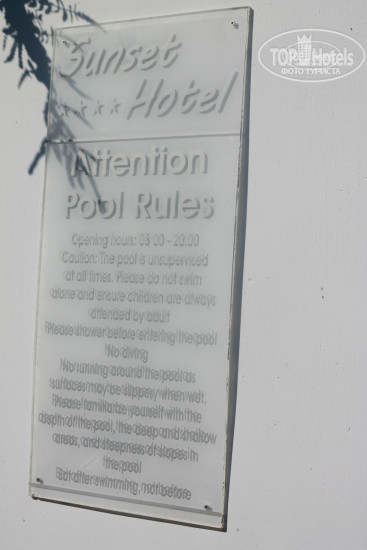 TOP Hotels
ФОТО ТУРИСТА
Sunset
Hotel
Attention
Pool Rules
Opening hours: 08:00 - 20:00
Caution: The pool is unsupervised
at all times. Please do not swim
alone and ensure children are always
attended by adult
Please shower before entering the pool
No diving
No running around the pool as
surfaces may be slippery when wet.
Please familiarize yourself with the
depth of the pool, the deep and shallow
areas, and steepness of slopes in
the pool
Eat after swimming, not before